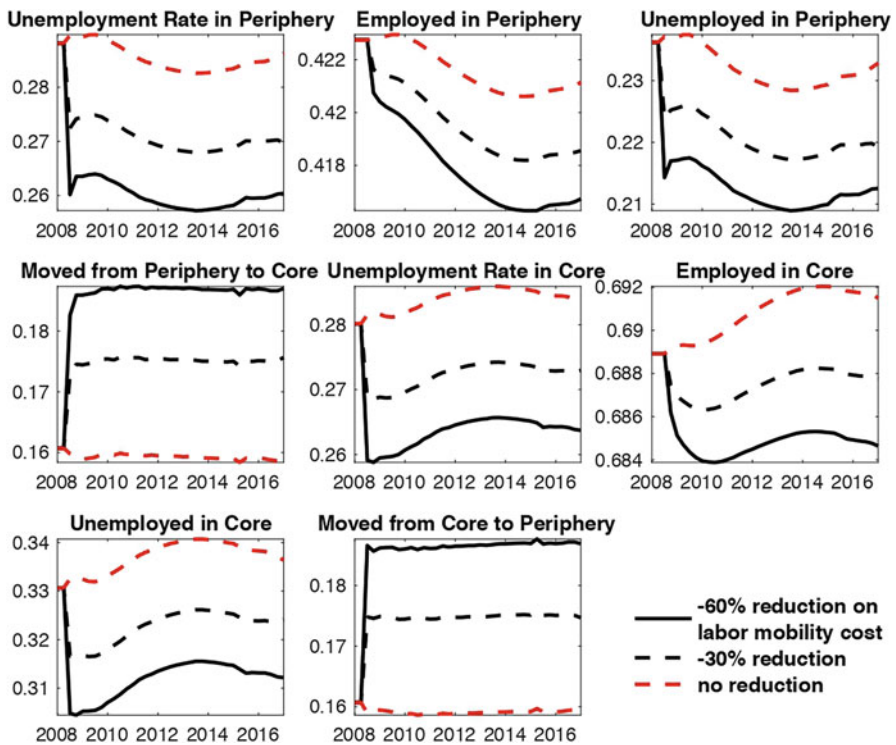 Unemployment Rate in Periphery
0.28
0.27
0.26
2008 2010 2012 2014 2016
Employed in Periphery
0.422
0.42
0.418
2008 2010 2012 2014 2016
Unemployed in Periphery
0.23
0.22
0.21
2008 2010 2012 2014 2016
Moved from Periphery to Core
0.18
0.17
0.16
2008 2010 2012 2014 2016
Unemployment Rate in Core
0.28
0.27
0.26
2008 2010 2012 2014 2016
Employed in Core
0.692
0.69
0.688
0.686
0.684
2008 2010 2012 2014 2016
Unemployed in Core
0.34
0.33
0.32
0.31
2008 2010 2012 2014 2016
Moved from Core to Periphery
0.18
0.17
0.16
2008 2010 2012 2014 2016
-60% reduction on
labor mobility cost
-30% reduction
no reduction